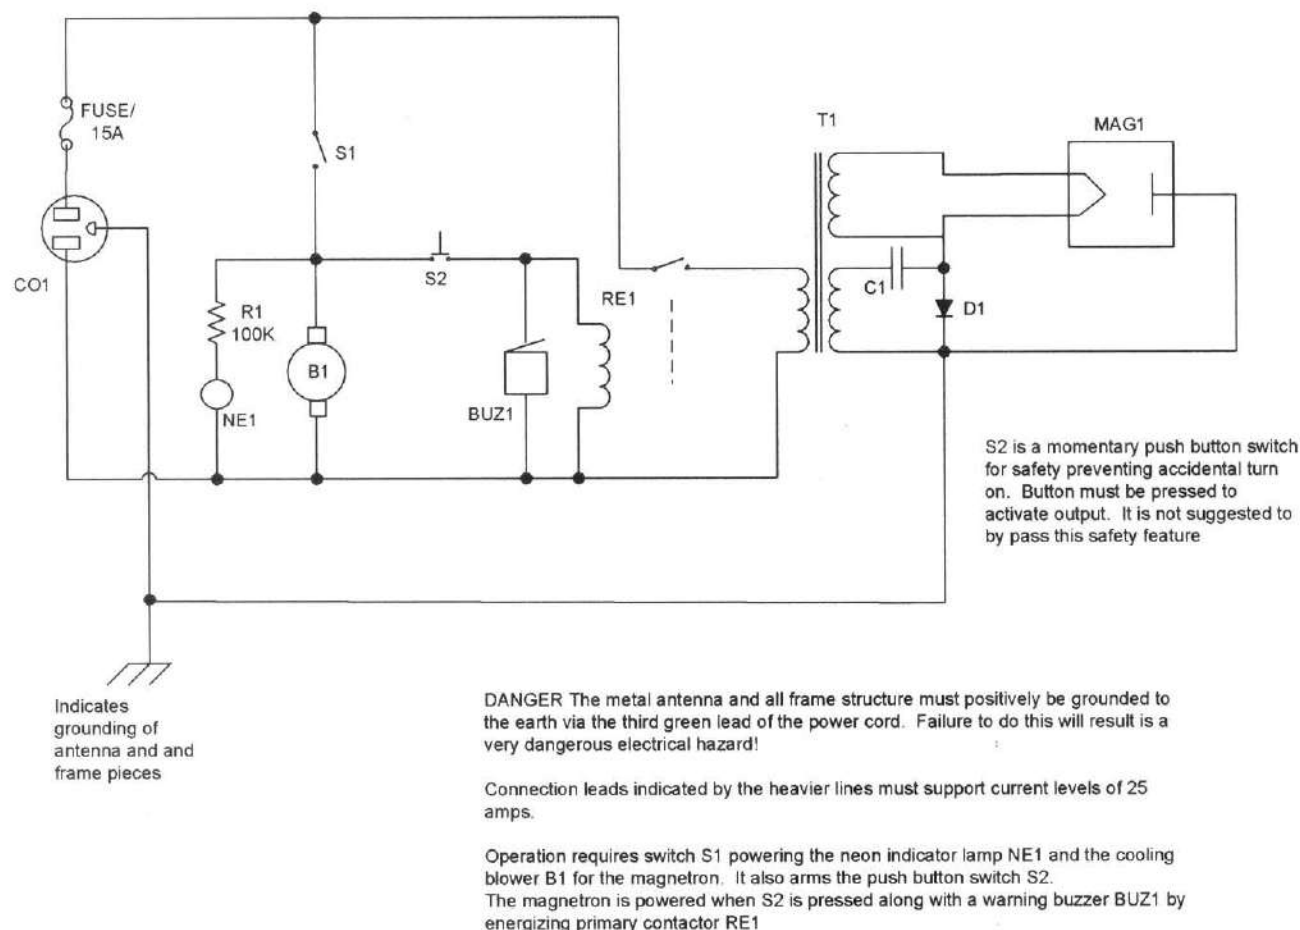 FUSE/
15A
S1
T1
MAG1
CO1
R1
100K
NE1
B1
S2
BUZ1
RE1
C1
D1
S2 is a momentary push button switch
for safety preventing accidental turn
on. Button must be pressed to
activate output. It is not suggested to
by pass this safety feature
Indicates
grounding of
antenna and and
frame pieces
DANGER The metal antenna and all frame structure must positively be grounded to
the earth via the third green lead of the power cord. Failure to do this will result is a
very dangerous electrical hazard!
Connection leads indicated by the heavier lines must support current levels of 25
amps.
Operation requires switch S1 powering the neon indicator lamp NE1 and the cooling
blower B1 for the magnetron. It also arms the push button switch S2.
The magnetron is powered when S2 is pressed along with a warning buzzer BUZ1 by
energizing primary contactor RE1